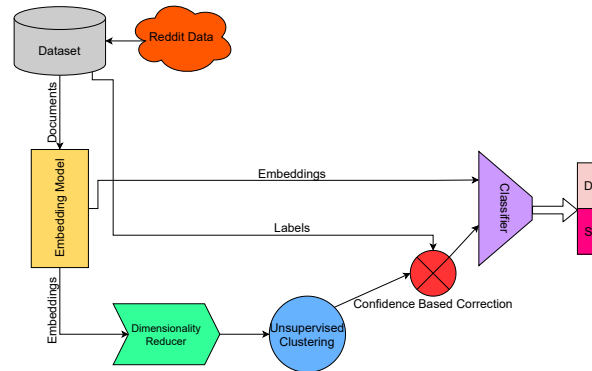 Reddit Data
Dataset
Documents
Embedding Model
Embeddings
Classifier
D
S
Labels
Confidence Based Correction
Embeddings
Dimensionality
Reducer
Unsupervised
Clustering